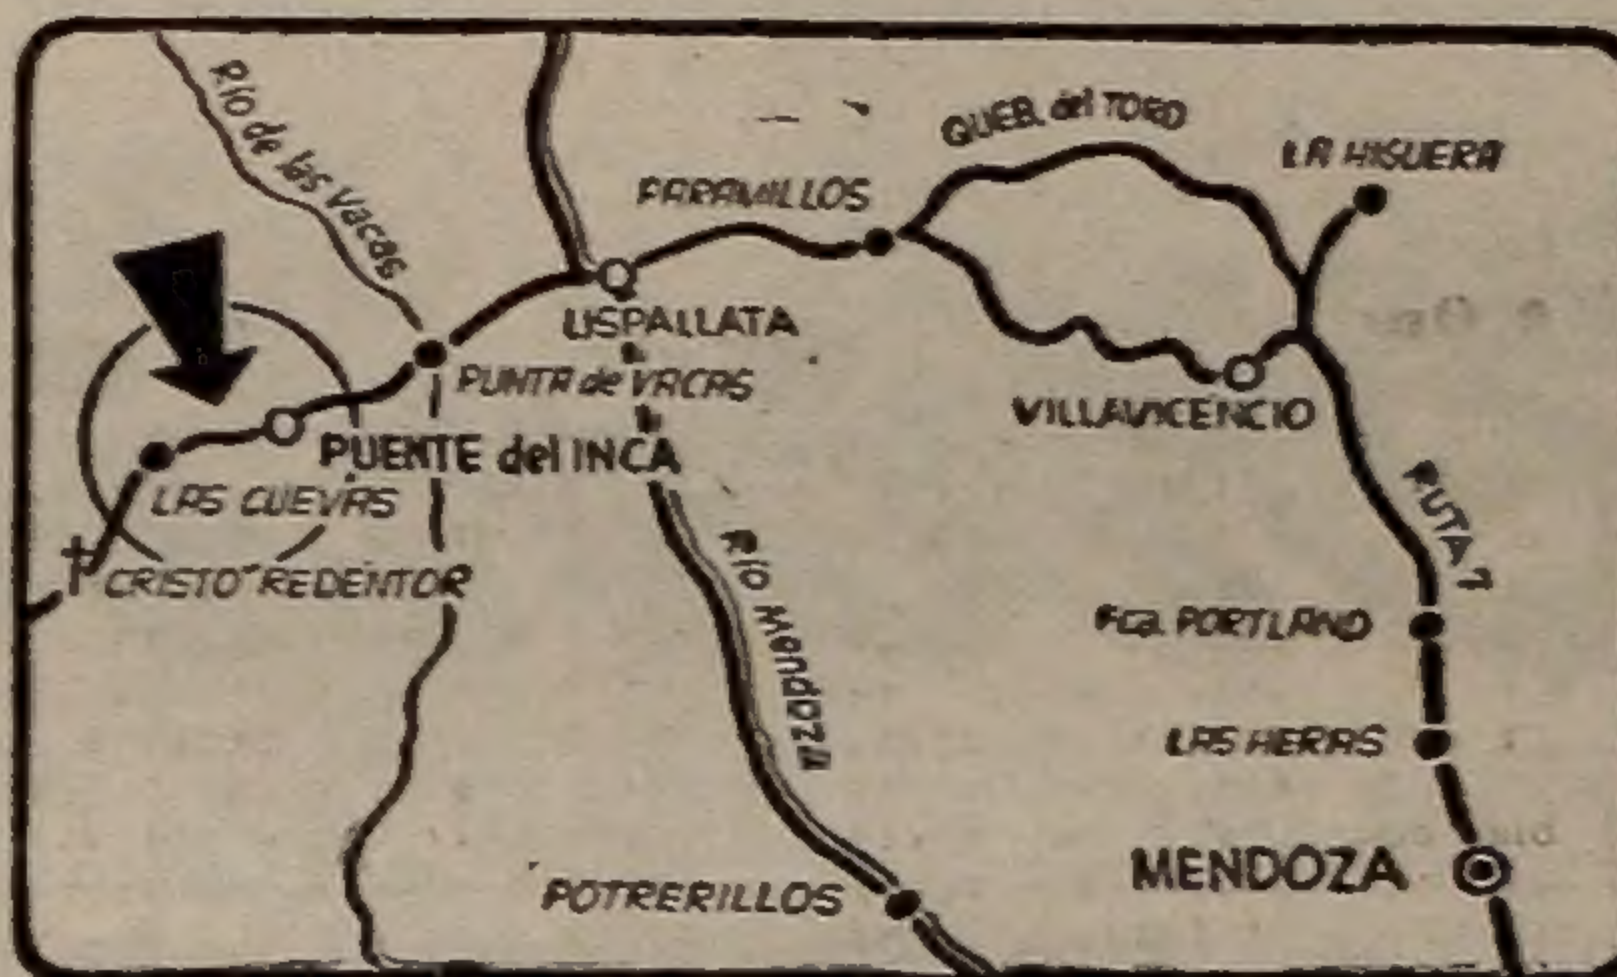 RIO de las Vacas
QUEB. del TORO
LA HIGUERA
PARAMILLOS
USPALLATA
PUNTA de VACAS
VILLAVICENCIO
PUENTE del INCA
LAS CUEVAS
RUTA 7
CRISTO REDENTOR
RIO MendozA
Fca. PORTLAND
LAS HERAS
MENDOZA
POTRERILLOS